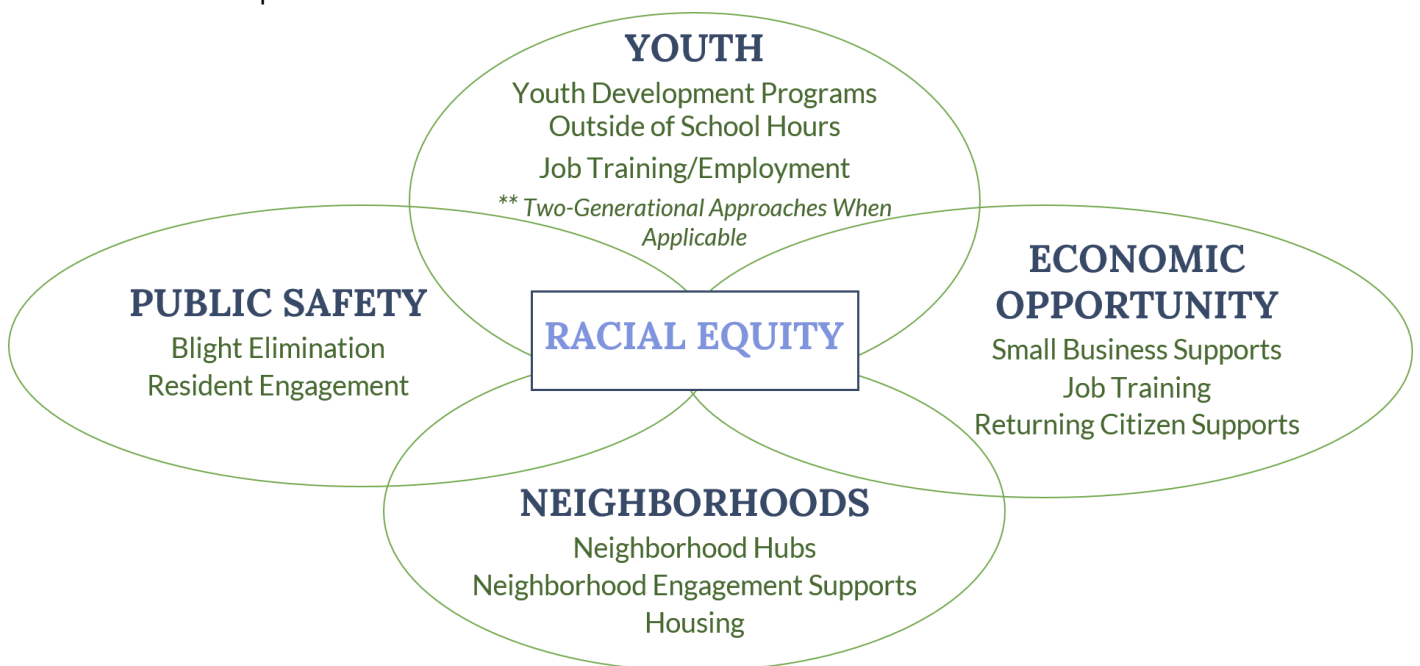 YOUTH
Youth Development Programs
Outside of School Hours
Job Training/Employment
** Two-Generational Approaches When
Applicable
PUBLIC SAFETY
Blight Elimination
Resident Engagement
RACIAL EQUITY
ECONOMIC
OPPORTUNITY
Small Business Supports
Job Training
Returning Citizen Supports
NEIGHBORHOODS
Neighborhood Hubs
Neighborhood Engagement Supports
Housing